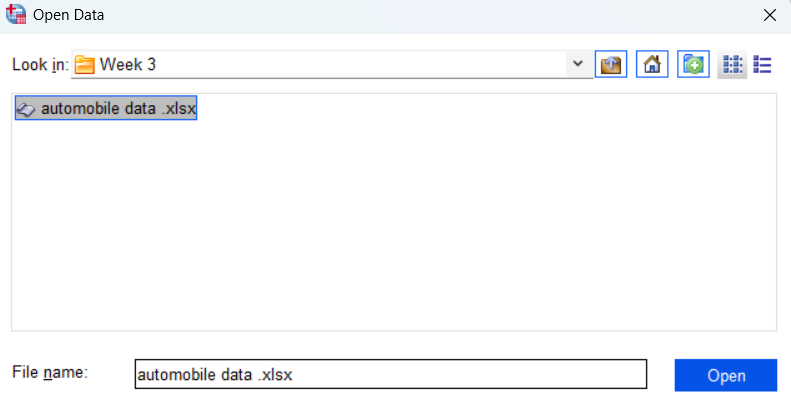 Open Data
Look in: Week 3
automobile data .xlsx
File name: automobile data .xlsx Open